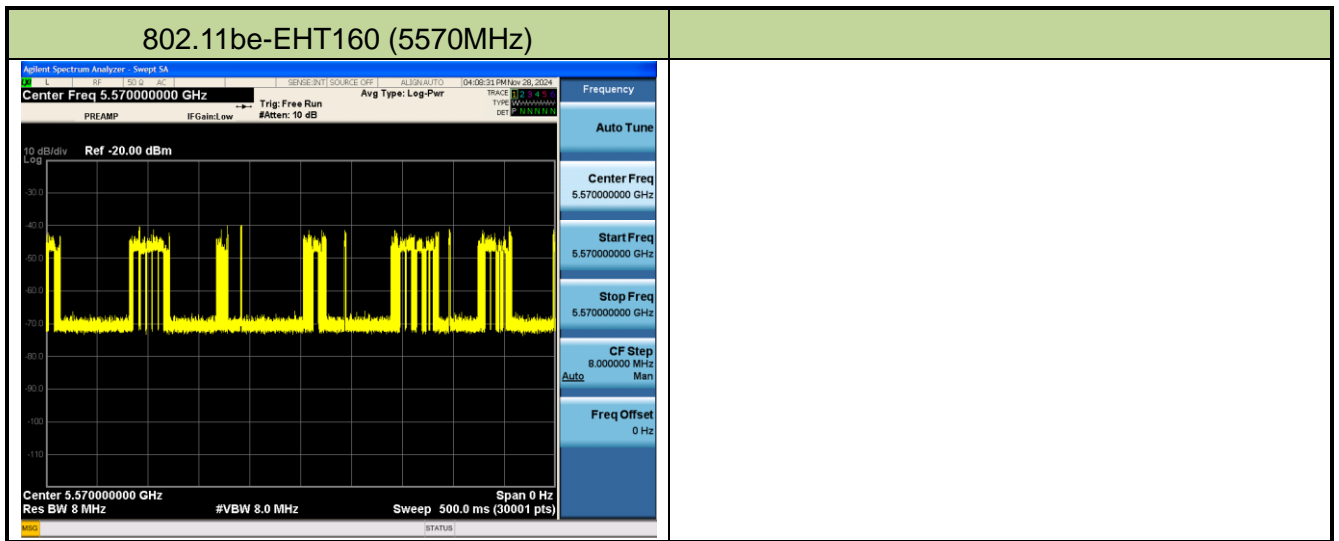 802.11be-EHT160 (5570MHz)
Agilent Spectrum Analyzer - Swept SA
L RF 50 Ω AC SENSE:INT SOURCE OFF ALIGN AUTO 04:08:31 PM Nov 28, 2024
Center Freq 5.570000000 GHz
Avg Type: Log-Pwr
TRACE 1 2 3 4 5 6
Trig: Free Run
TYPE
PREAMP IFGain:Low #Atten: 10 dB
DET P N N N N N
Frequency
Auto Tune
10 dB/div Ref -20.00 dBm
Log
-30.0
-40.0
-50.0
-60.0
-70.0
-80.0
-90.0
-100
-110
Center Freq
5.570000000 GHz
Start Freq
5.570000000 GHz
Stop Freq
5.570000000 GHz
CF Step
8.000000 MHz
Auto Man
Freq Offset
0 Hz
Center 5.570000000 GHz Span 0 Hz
Res BW 8 MHz #VBW 8.0 MHz Sweep 500.0 ms (30001 pts)
MSG STATUS